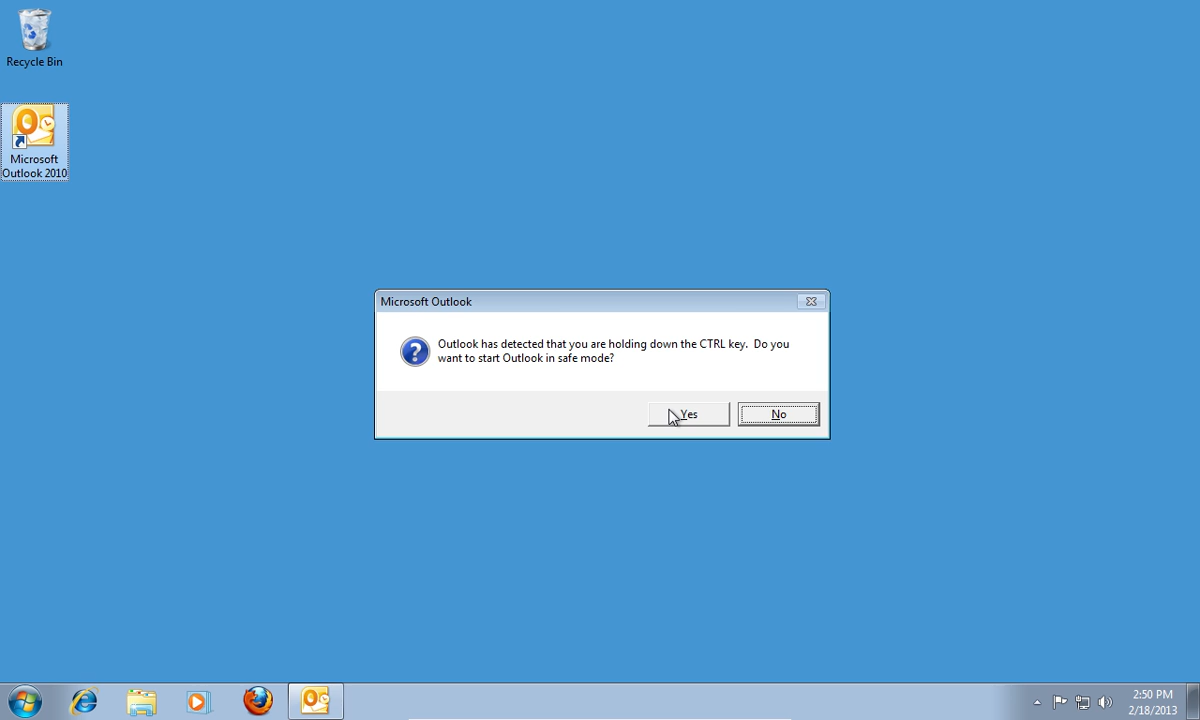 Recycle Bin
Microsoft
Outlook 2010
Microsoft Outlook
Outlook has detected that you are holding down the CTRL key.  Do you
want to start Outlook in safe mode?
Yes
No
2:50 PM
2/18/2013